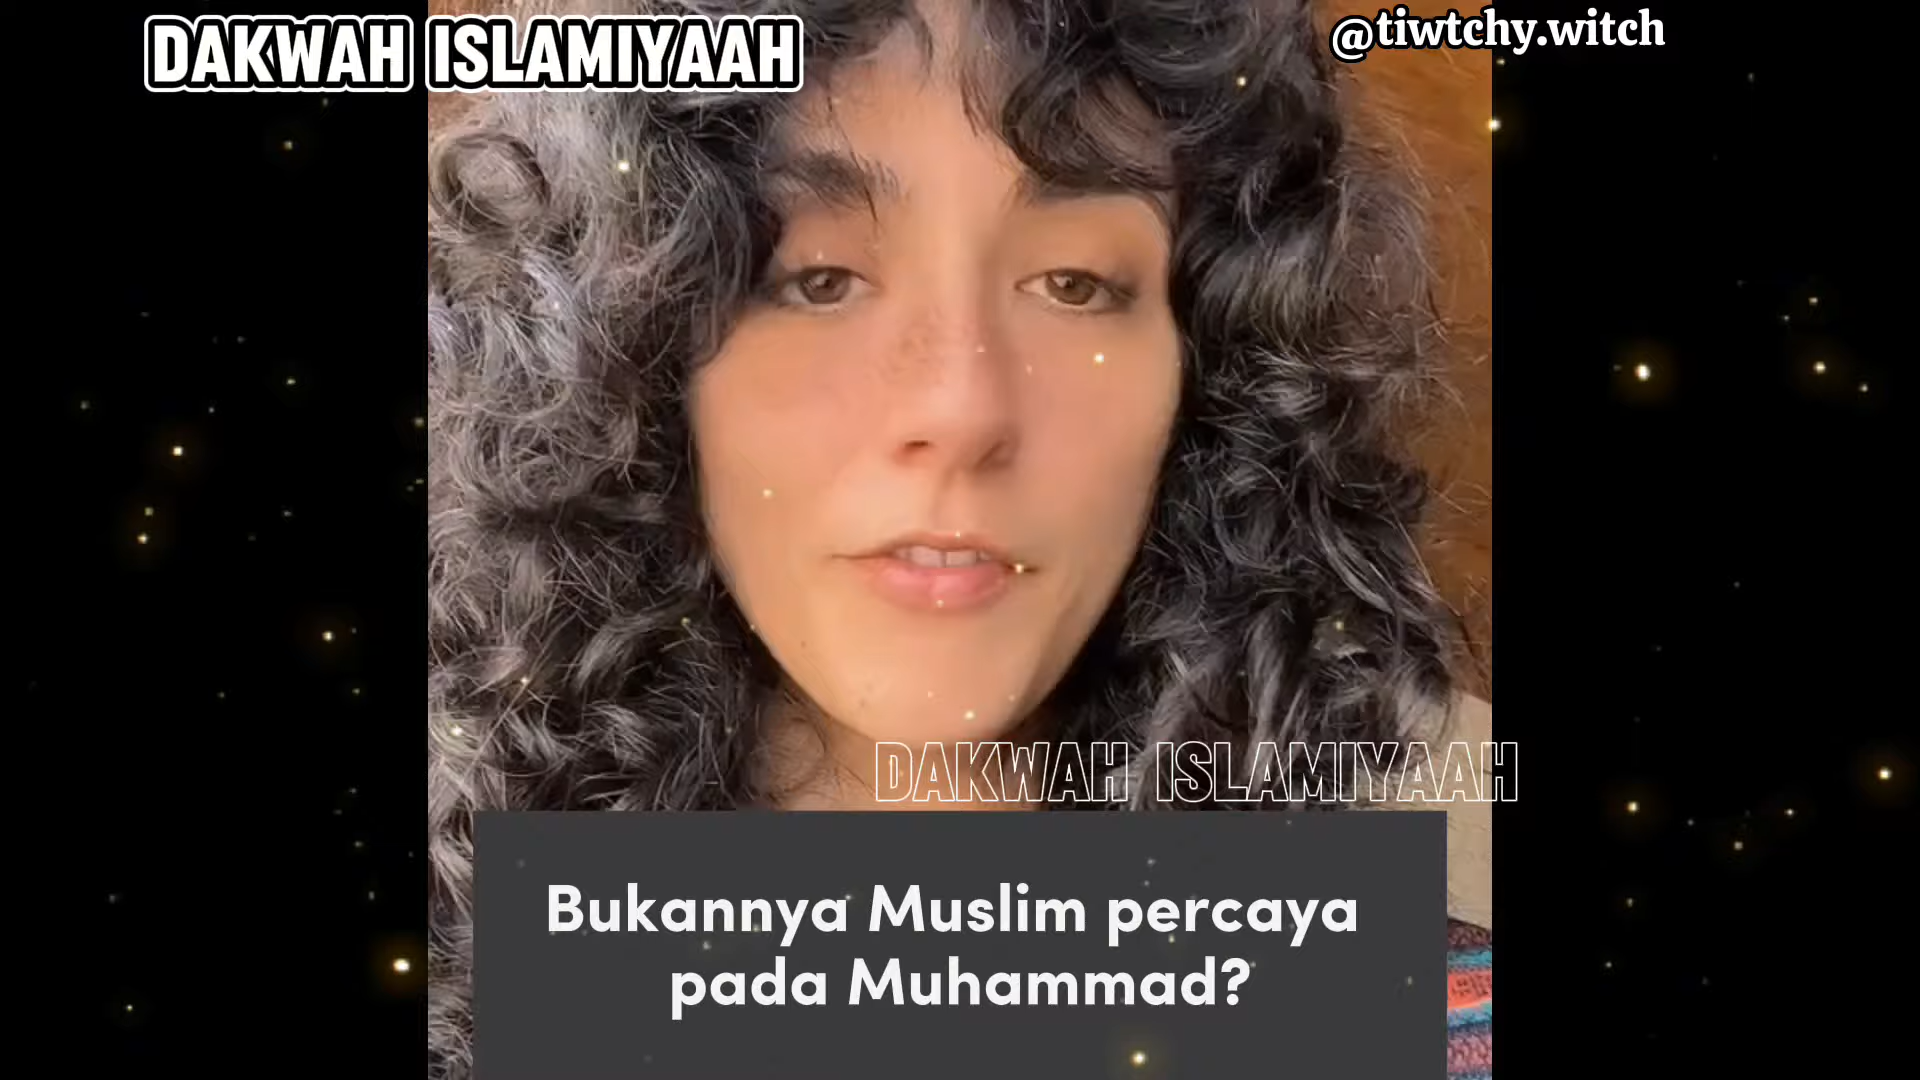 DAKWAH ISLAMIYAAH
@tiwtchy.witch
DAKWAH ISLAMIYAAH
Bukannya Muslim percaya
pada Muhammad?